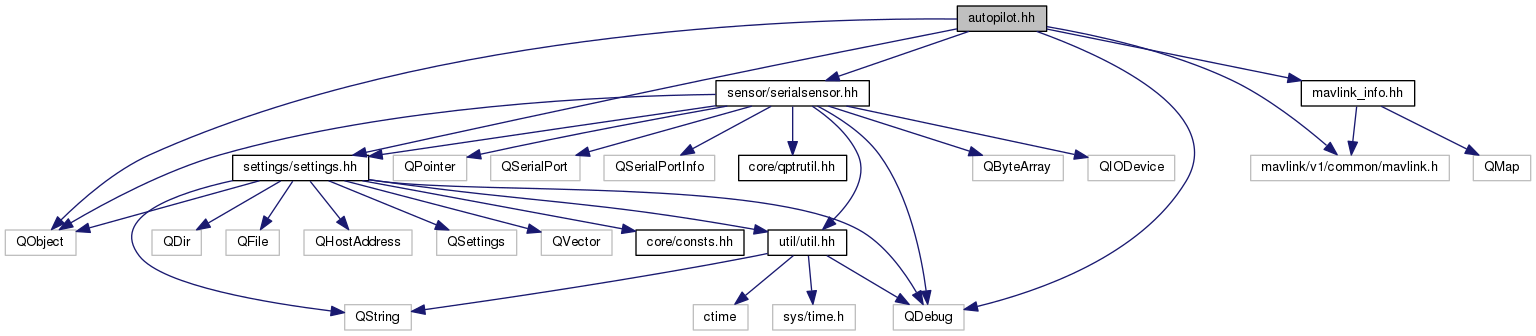 autopilot.hh
sensor/serialsensor.hh
mavlink_info.hh
settings/settings.hh
QPointer
QSerialPort
QSerialPortInfo
core/qptrutil.hh
QByteArray
QIODevice
mavlink/v1/common/mavlink.h
QMap
QObject
QDir
QFile
QHostAddress
QSettings
QVector
core/consts.hh
util/util.hh
QString
ctime
sys/time.h
QDebug